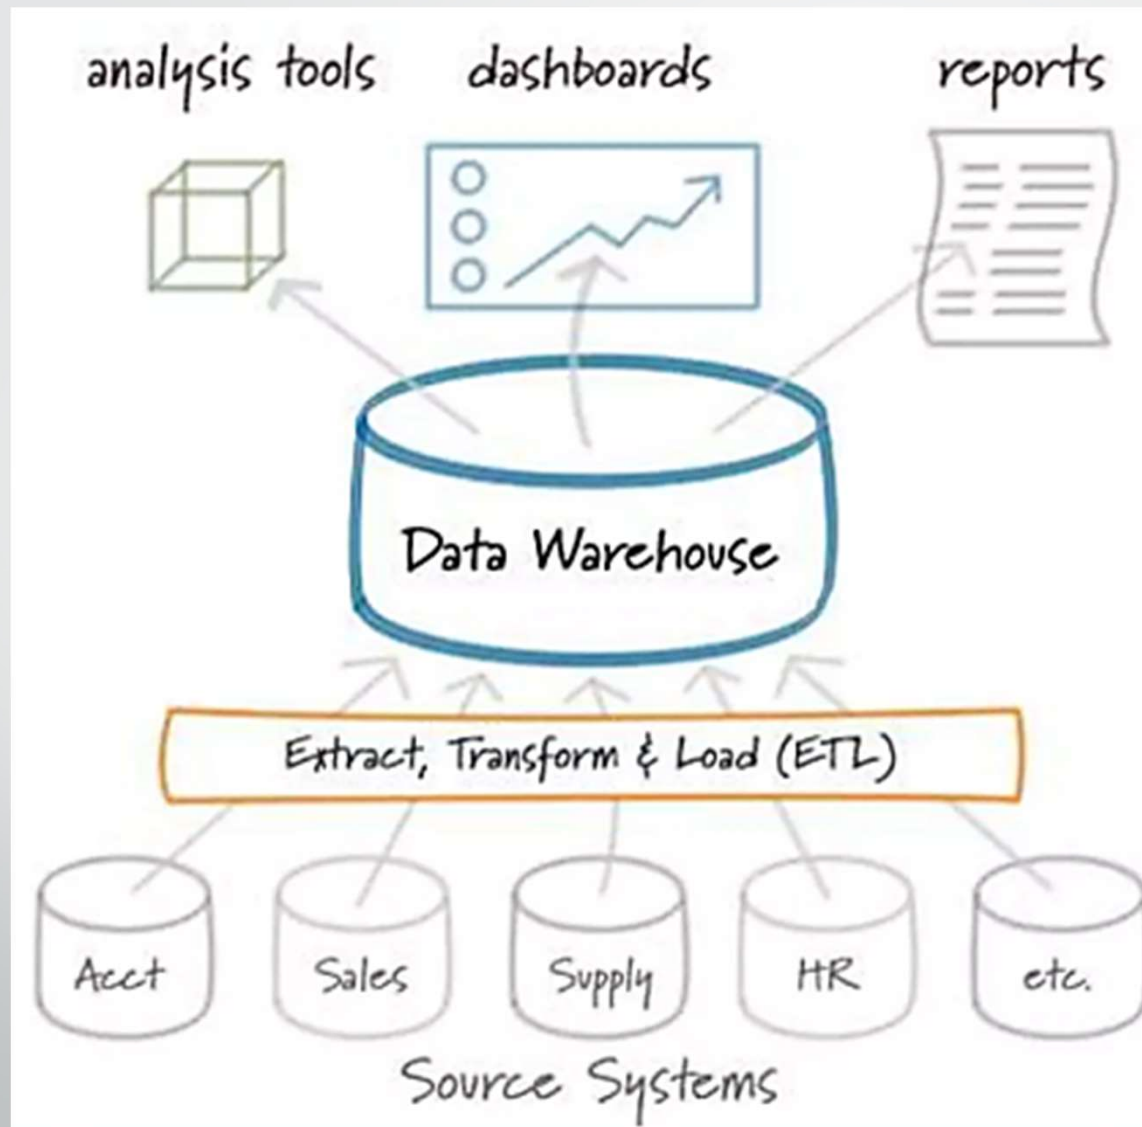 analysis tools dashboards reports
Data Warehouse
Extract, Transform & Load (ETL)
Acct Sales Supply HR etc.
Source Systems